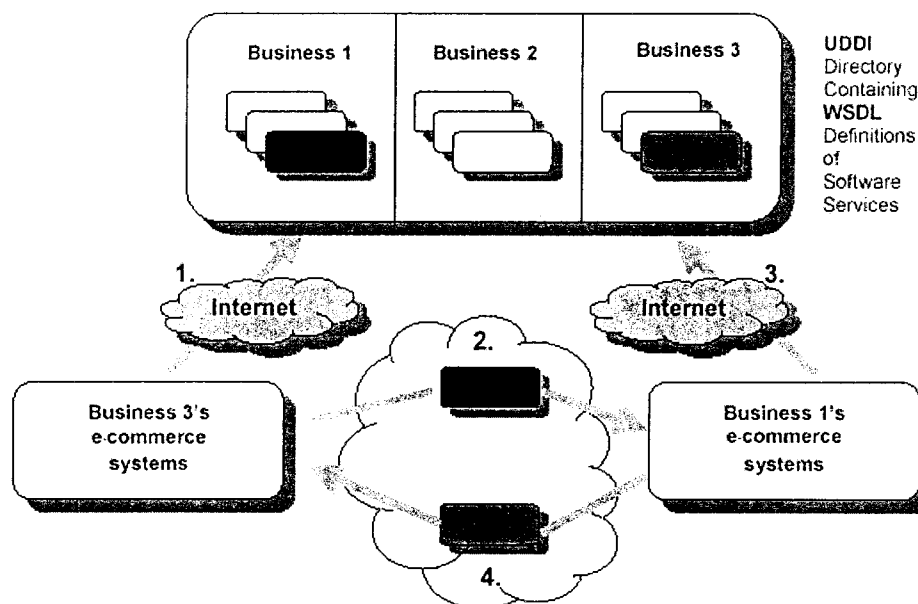 Business 1
Business 2
Business 3
UDDI
Directory
Containing
WSDL
Definitions
of
Software
Services
1.
Internet
3.
Internet
2.
Business 3's
e-commerce
systems
Business 1's
e-commerce
systems
4.